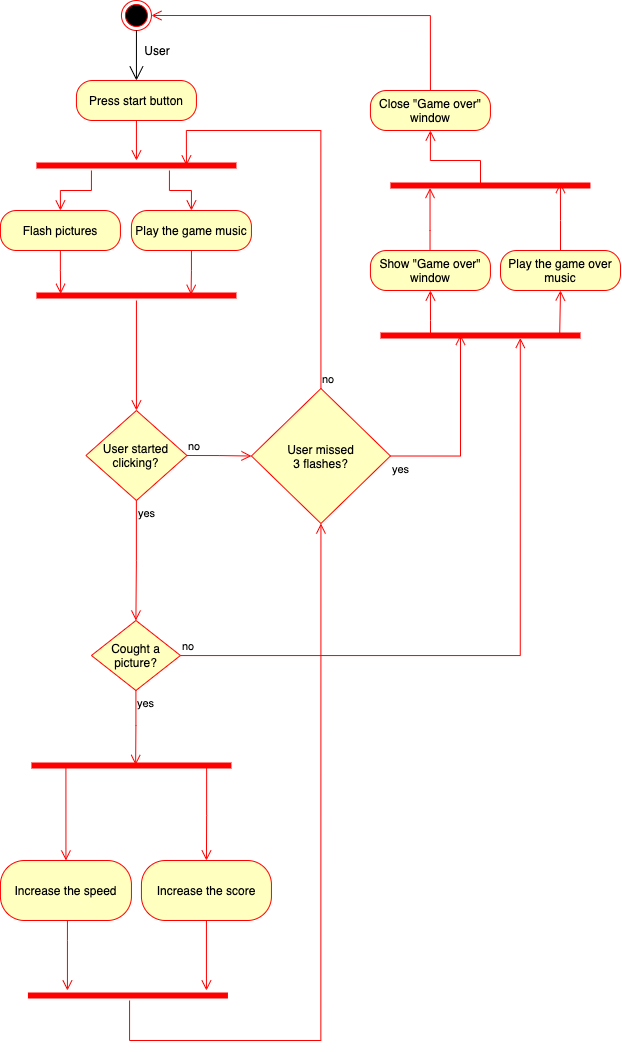 User
Press start button
Close "Game over"
window
Flash pictures
Play the game music
Show "Game over"
window
Play the game over
music
no
User started
clicking?
no
User missed
3 flashes?
yes
yes
Cought a
picture?
no
yes
Increase the speed
Increase the score